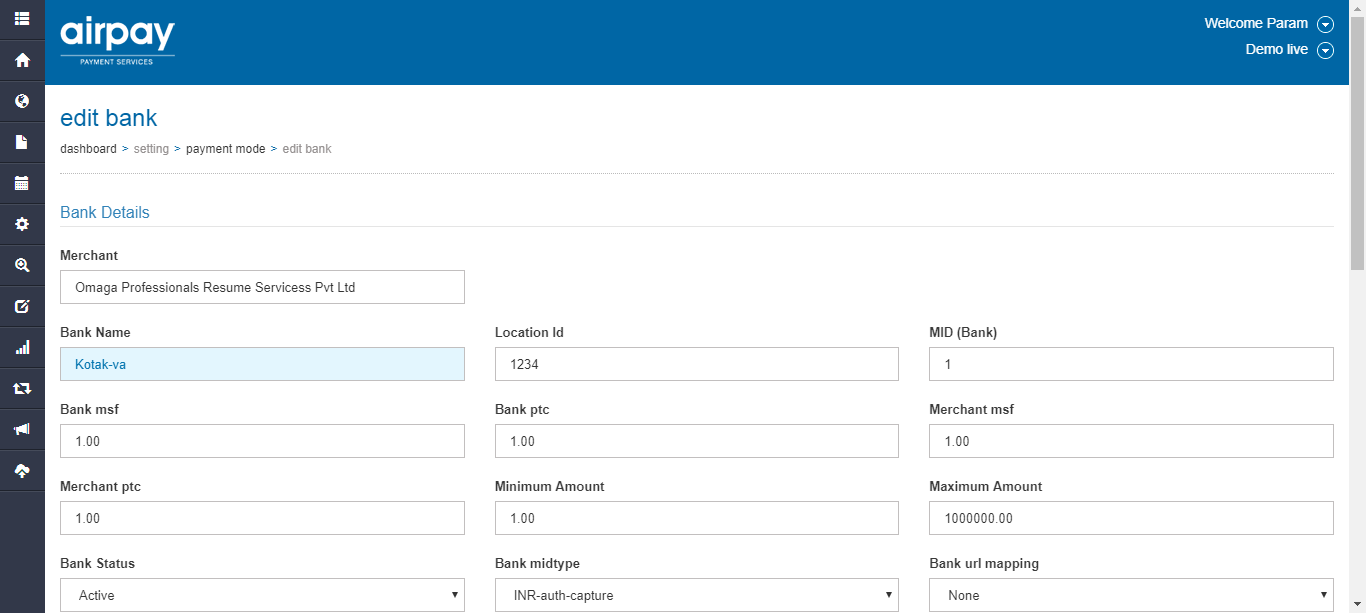 airpay
PAYMENT SERVICES
Welcome Param
Demo live
edit bank
dashboard > setting > payment mode > edit bank
Bank Details
Merchant
Omaga Professionals Resume Servicess Pvt Ltd
Bank Name Location Id MID (Bank)
Kotak-va 1234 1
Bank msf Bank ptc Merchant msf
1.00 1.00 1.00
Merchant ptc Minimum Amount Maximum Amount
1.00 1.00 1000000.00
Bank Status Bank midtype Bank url mapping
Active INR-auth-capture None